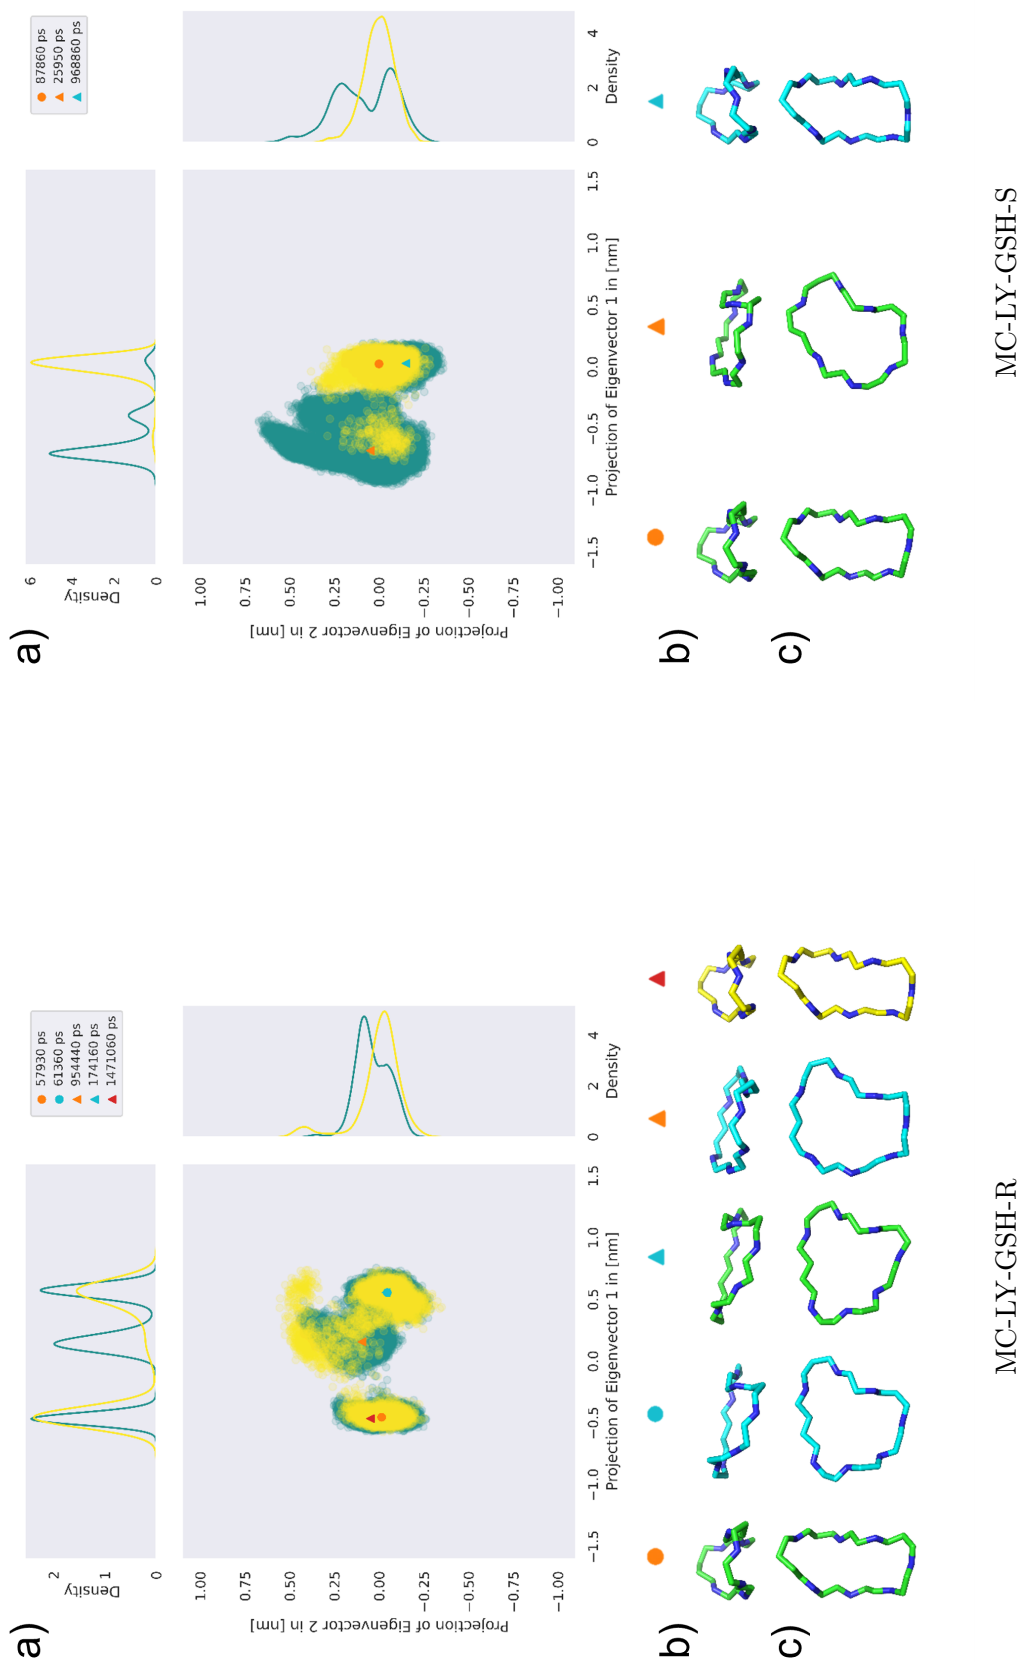 a)
Density
0
1
2
57930 ps
61360 ps
954440 ps
174160 ps
1471060 ps
Projection of Eigenvector 2 in [nm]
1.00
0.75
0.50
0.25
0.00
−0.25
−0.50
−0.75
−1.00
−1.5
−1.0
−0.5
0.0
0.5
1.0
1.5
Projection of Eigenvector 1 in [nm]
0
2
4
Density
b)
c)
MC-LY-GSH-R
a)
Density
0
2
4
6
87860 ps
25950 ps
968860 ps
Projection of Eigenvector 2 in [nm]
1.00
0.75
0.50
0.25
0.00
−0.25
−0.50
−0.75
−1.00
−1.5
−1.0
−0.5
0.0
0.5
1.0
1.5
Projection of Eigenvector 1 in [nm]
0
2
4
Density
b)
c)
MC-LY-GSH-S